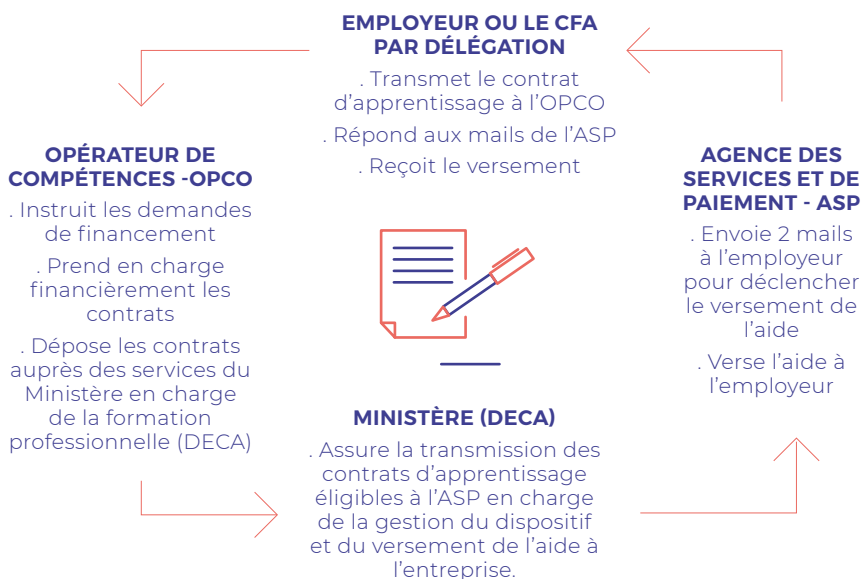 EMPLOYEUR OU LE CFA
PAR DÉLÉGATION
. Transmet le contrat
d'apprentissage à l'OPCO
. Répond aux mails de l'ASP
. Reçoit le versement
OPÉRATEUR DE
COMPÉTENCES -OPCO
. Instruit les demandes
de financement
. Prend en charge
financièrement les
contrats
. Dépose les contrats
auprès des services du
Ministère en charge
de la formation
professionnelle (DECA)
MINISTÈRE (DECA)
. Assure la transmission des
contrats d'apprentissage
éligibles à l'ASP en charge
de la gestion du dispositif
et du versement de l'aide à
l'entreprise.
AGENCE DES
SERVICES ET DE
PAIEMENT - ASP
. Envoie 2 mails
à l'employeur
pour déclencher
le versement de
l'aide
. Verse l'aide à
l'employeur